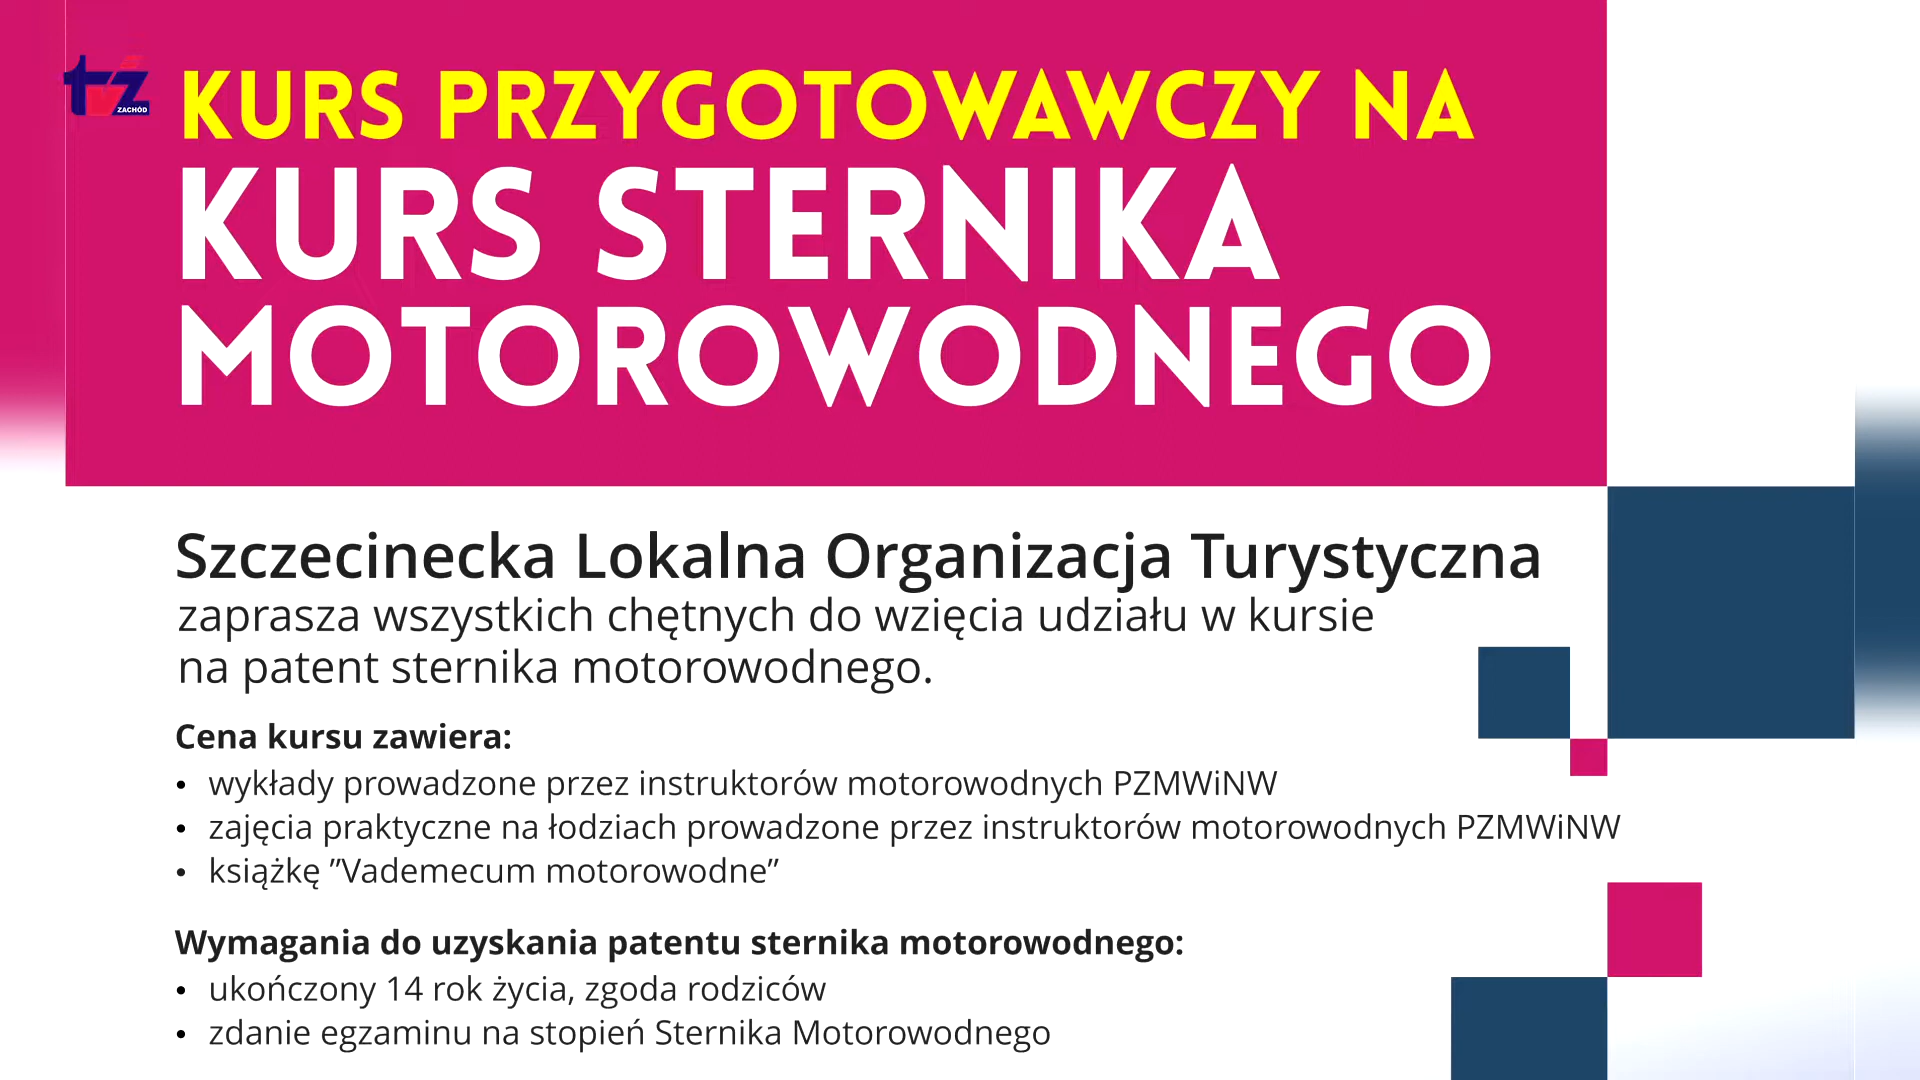 tvż
ZACHÓD
KURS PRZYGOTOWAWCZY NA
KURS STERNIKA
MOTOROWODNEGO
Szczecinecka Lokalna Organizacja Turystyczna
zaprasza wszystkich chętnych do wzięcia udziału w kursie
na patent sternika motorowodnego.
Cena kursu zawiera:
• wykłady prowadzone przez instruktorów motorowodnych PZMWiNW
• zajęcia praktyczne na łodziach prowadzone przez instruktorów motorowodnych PZMWiNW
• książkę ”Vademecum motorowodne”
Wymagania do uzyskania patentu sternika motorowodnego:
• ukończony 14 rok życia, zgoda rodziców
• zdanie egzaminu na stopień Sternika Motorowodnego